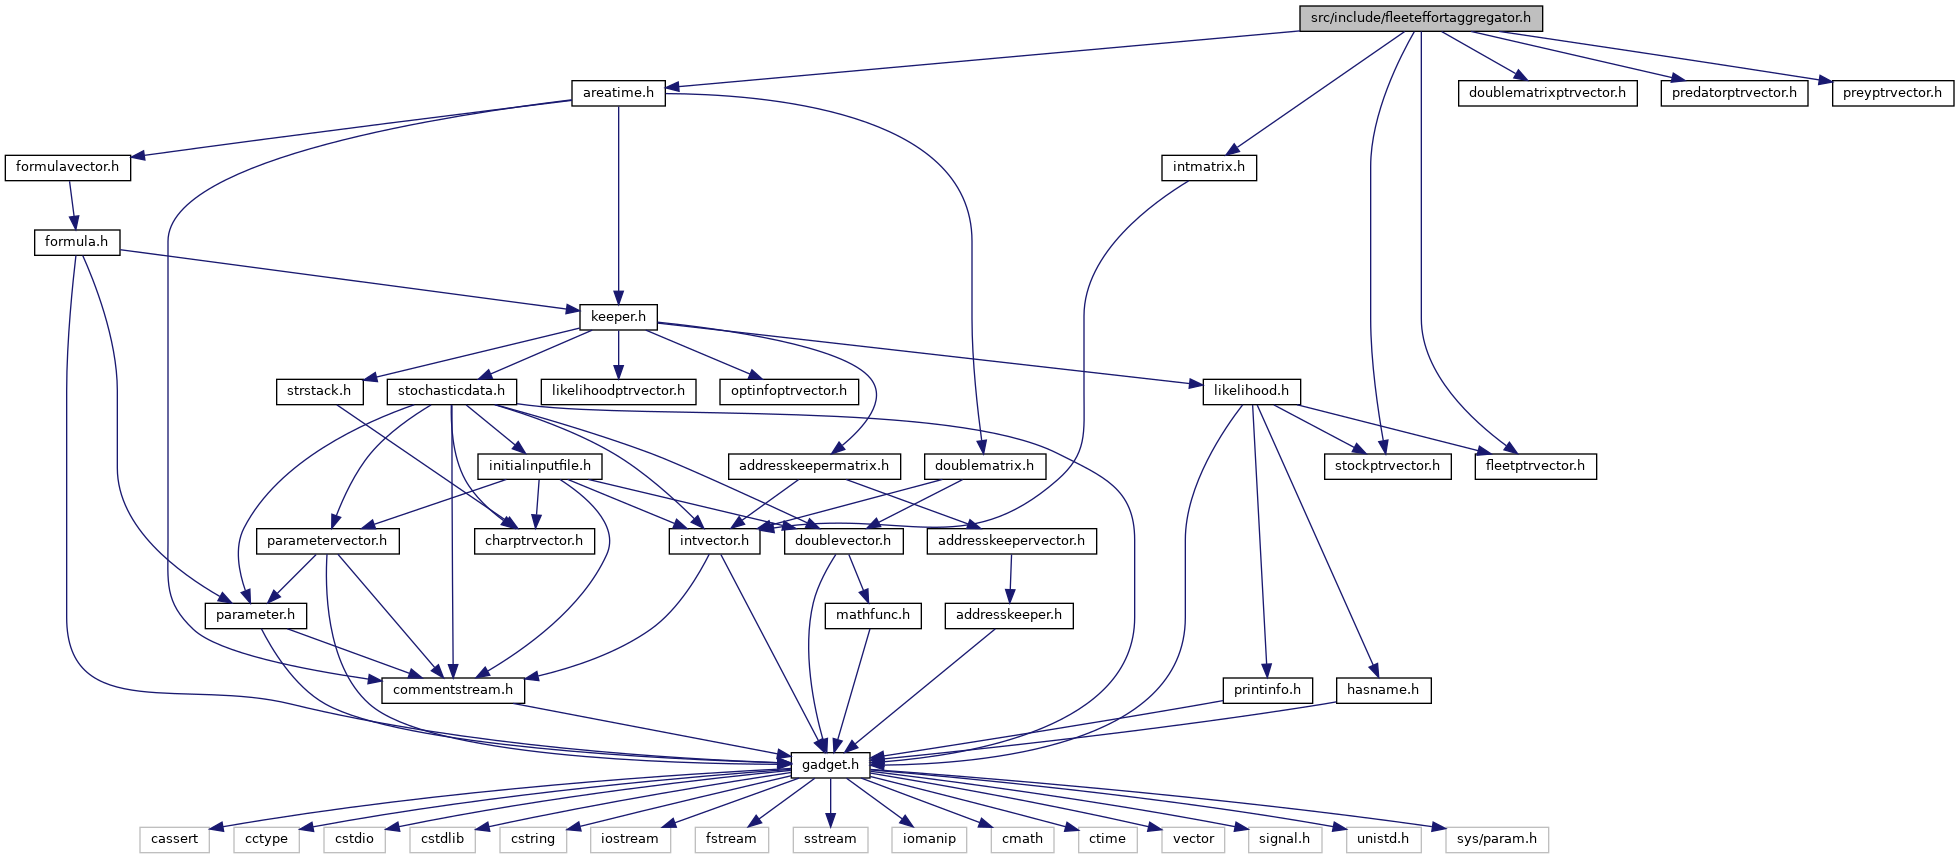 src/include/fleeteffortaggregator.h
areatime.h
doublematrixptrvector.h
predatorptrvector.h
preyptrvector.h
formulavector.h
intmatrix.h
formula.h
keeper.h
strstack.h
stochasticdata.h
likelihoodptrvector.h
optinfoptrvector.h
likelihood.h
initialinputfile.h
addresskeepermatrix.h
doublematrix.h
stockptrvector.h
fleetptrvector.h
parametervector.h
charptrvector.h
intvector.h
doublevector.h
addresskeepervector.h
parameter.h
mathfunc.h
addresskeeper.h
commentstream.h
printinfo.h
hasname.h
gadget.h
cassert
cctype
cstdio
cstdlib
cstring
iostream
fstream
sstream
iomanip
cmath
ctime
vector
signal.h
unistd.h
sys/param.h